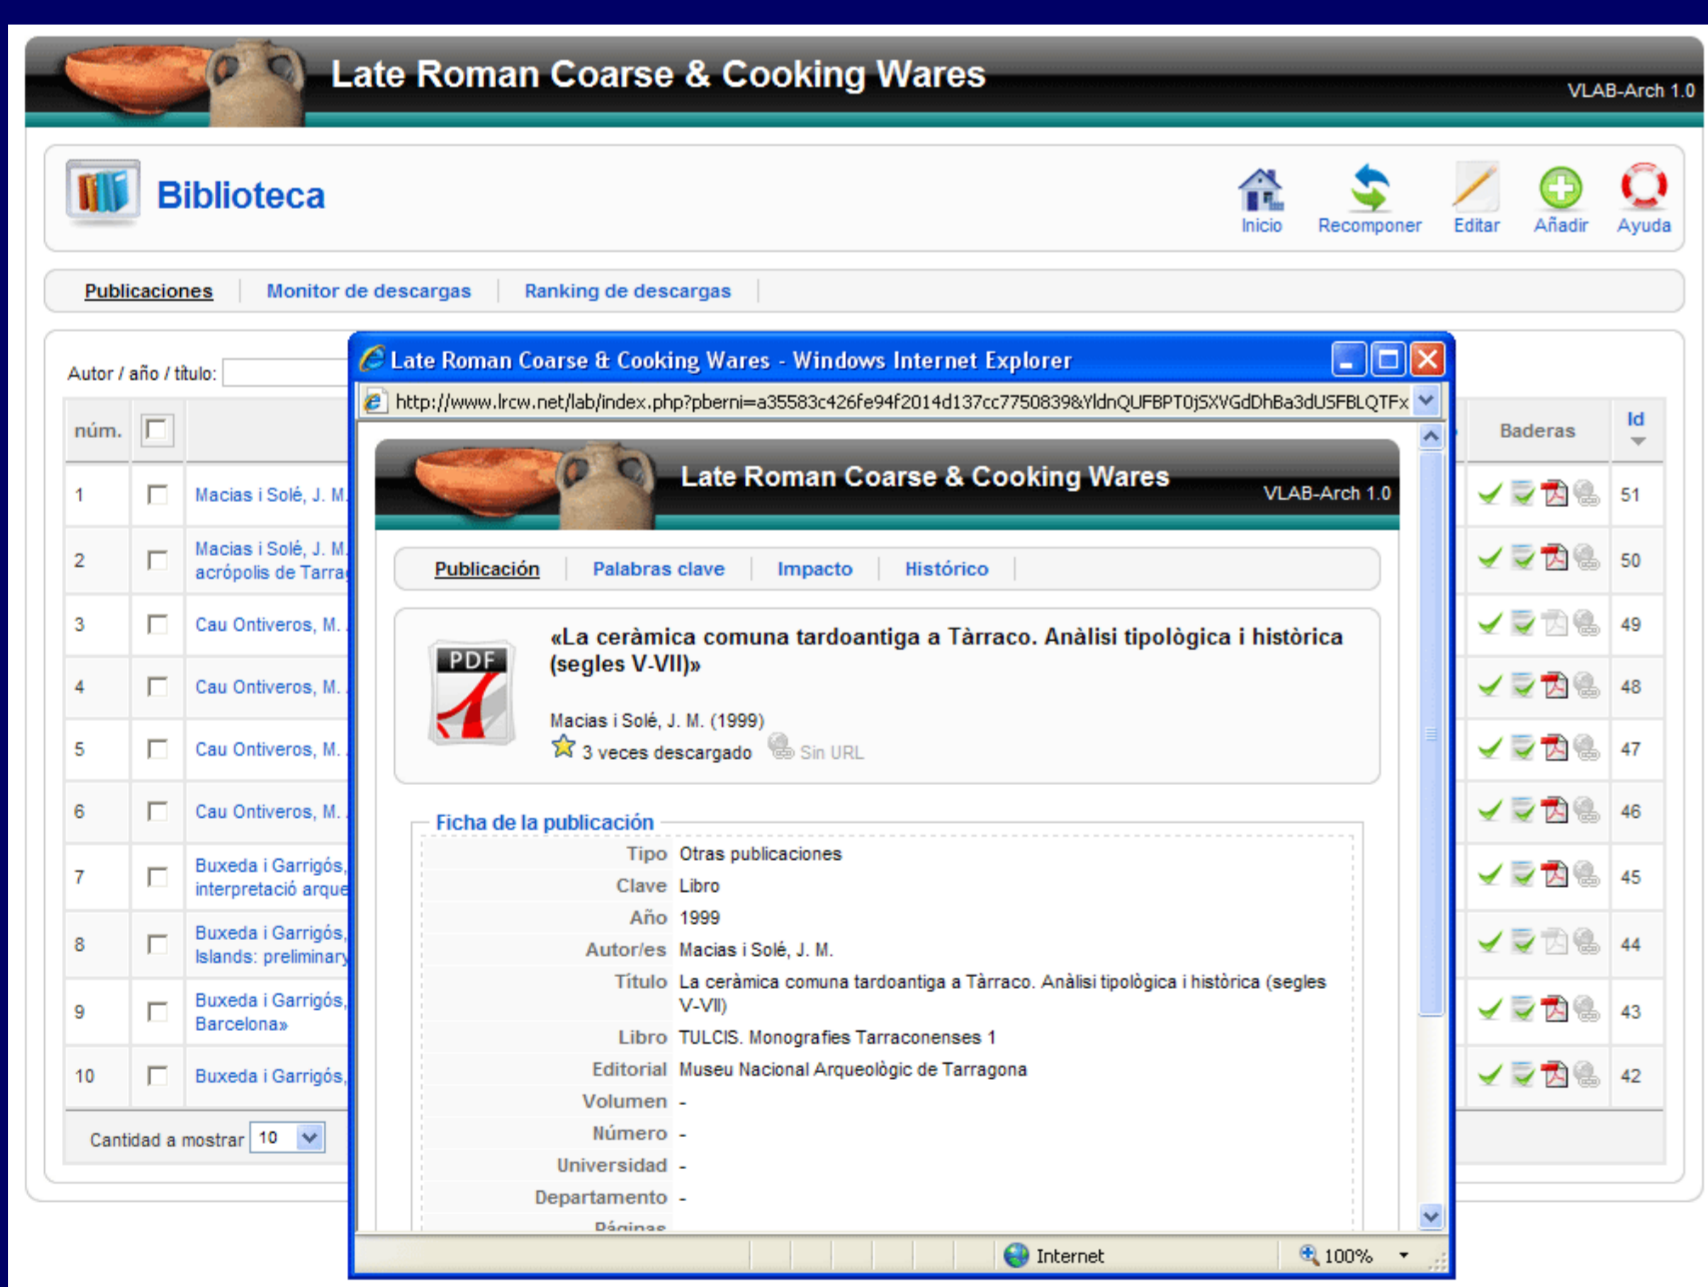 Late Roman Coarse & Cooking Wares
VLAB-Arch 1.0
Biblioteca
Inicio
Recomponer
Editar
Añadir
Ayuda
Publicaciones
Monitor de descargas
Ranking de descargas
Autor / año / título:
núm.
Baderas
Id
1 Macias i Solé, J. M. 51
2 Macias i Solé, J. M. 50
acrópolis de
3 Cau Ontiveros, M. 49
4 Cau Ontiveros, M. 48
5 Cau Ontiveros, M. 47
6 Cau Ontiveros, M. 46
7 Buxeda i Garrigós, 45
interpretació
8 Buxeda i Garrigós, 44
Islands: preliminary
9 Buxeda i Garrigós, 43
Barcelona»
10 Buxeda i Garrigós, 42
Cantidad a mostrar 10
Late Roman Coarse & Cooking Wares - Windows Internet Explorer
http://www.lrcw.net/lab/index.php?pberni=a35583c426fe94f2014d137cc7750839&
Late Roman Coarse & Cooking Wares
VLAB-Arch 1.0
Publicación
Palabras clave
Impacto
Histórico
PDF
«La ceràmica comuna tardoantiga a Tàrraco. Anàlisi tipològica i històrica
(segles V-VII)»
Macias i Solé, J. M. (1999)
3 veces descargado Sin URL
Ficha de la publicación
Tipo Otras publicaciones
Clave Libro
Año 1999
Autor/es Macias i Solé, J. M.
Título La ceràmica comuna tardoantiga a Tàrraco. Anàlisi tipològica i històrica (segles
V-VII)
Libro TULCIS. Monografies Tarraconenses 1
Editorial Museu Nacional Arqueològic de Tarragona
Volumen -
Número -
Universidad -
Departamento -
Páginas
Internet
100%